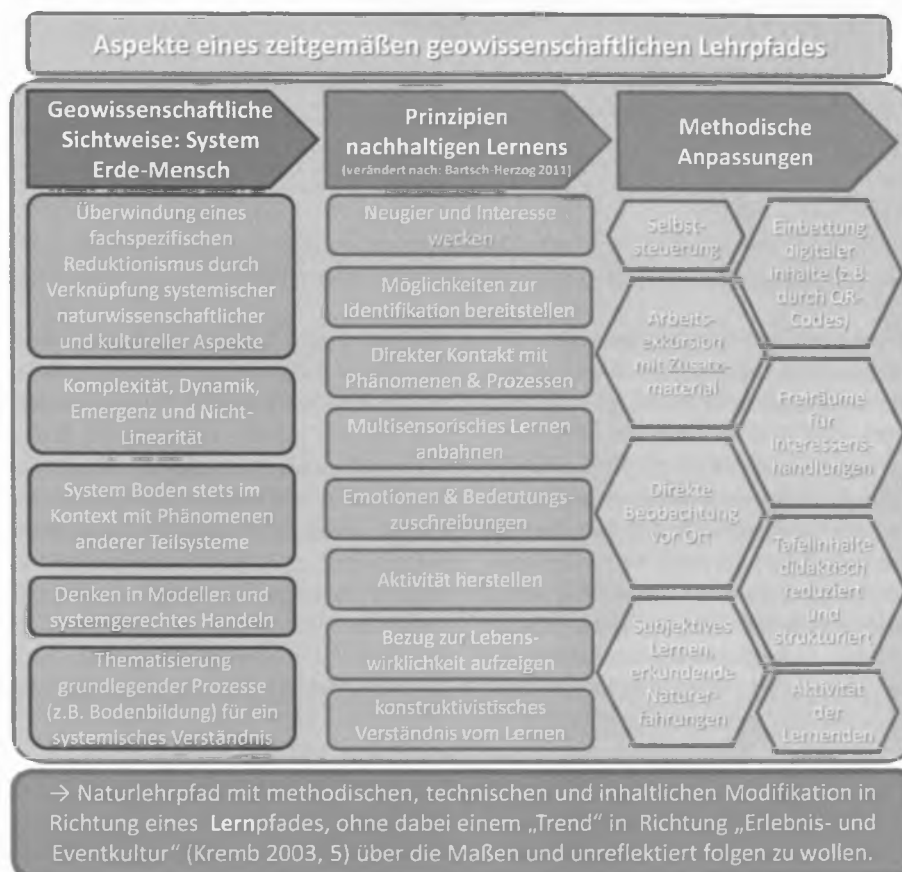 Aspekte eines zeitgemäßen geowissenschaftlichen Lehrpfades
Geowissenschaftliche
Sichtweise: System
Erde-Mensch
Überwindung eines
fachspezifischen
Reduktionismus durch
Verknüpfung systemischer
naturwissenschaftlicher
und kultureller Aspekte
Komplexität, Dynamik,
Emergenz und Nicht-
Linearität
System Boden stets im
Kontext mit Phänomenen
anderer Teilsysteme
Denken in Modellen und
systemgerechtes Handeln
Thematisierung
grundlegender Prozesse
(z.B. Bodenbildung) für ein
systemisches Verständnis
Prinzipien
nachhaltigen Lernens
(verändert nach: Bartsch-Herzog 2011)
Neugier und Interesse
wecken
Möglichkeiten zur
Identifikation bereitstellen
Direkter Kontakt mit
Phänomenen & Prozessen
Multisensorisches Lernen
anbahnen
Emotionen & Bedeutungs-
zuschreibungen
Aktivität herstellen
Bezug zur Lebens-
wirklichkeit aufzeigen
konstruktivistisches
Verständnis vom Lernen
Methodische
Anpassungen
Selbst-
steuerung
Arbeits-
exkursion
mit Zusatz-
material
Direkte
Beobachtung
vor Ort
Subjektives
Lernen,
erkundende
Naturer-
fahrungen
Einbettung
digitaler
Inhalte (z.B.
durch QR-
Codes)
Freiräume
für
Interessens-
handlungen
Tafelinhalte
didaktisch
reduziert
und
strukturiert
Aktivität
der
Lernenden
→ Naturlehrpfad mit methodischen, technischen und inhaltlichen Modifikation in
Richtung eines Lernpfades, ohne dabei einem „Trend“ in Richtung „Erlebnis- und
Eventkultur“ (Kremb 2003, 5) über die Maßen und unreflektiert folgen zu wollen.